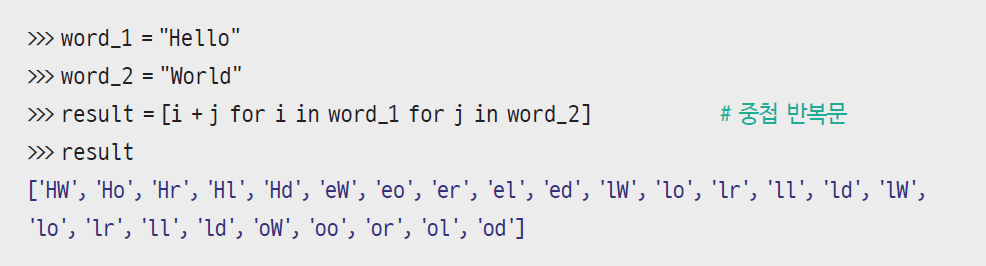 >>> word_1 = "Hello"
>>> word_2 = "World"
>>> result = [i + j for i in word_1 for j in word_2] # 중첩 반복문
>>> result
['HW', 'Ho', 'Hr', 'Hl', 'Hd', 'eW', 'eo', 'er', 'el', 'ed', 'lW', 'lo', 'lr', 'll', 'ld', 'lW',
'lo', 'lr', 'll', 'ld', 'oW', 'oo', 'or', 'ol', 'od']